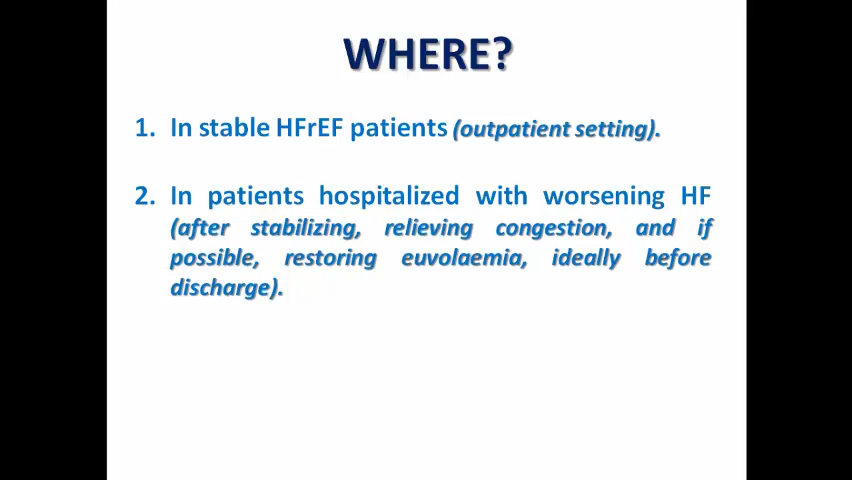 WHERE?
1. In stable HFrEF patients (outpatient setting).
2. In patients hospitalized with worsening HF
(after stabilizing, relieving congestion, and if
possible, restoring euvolaemia, ideally before
discharge).